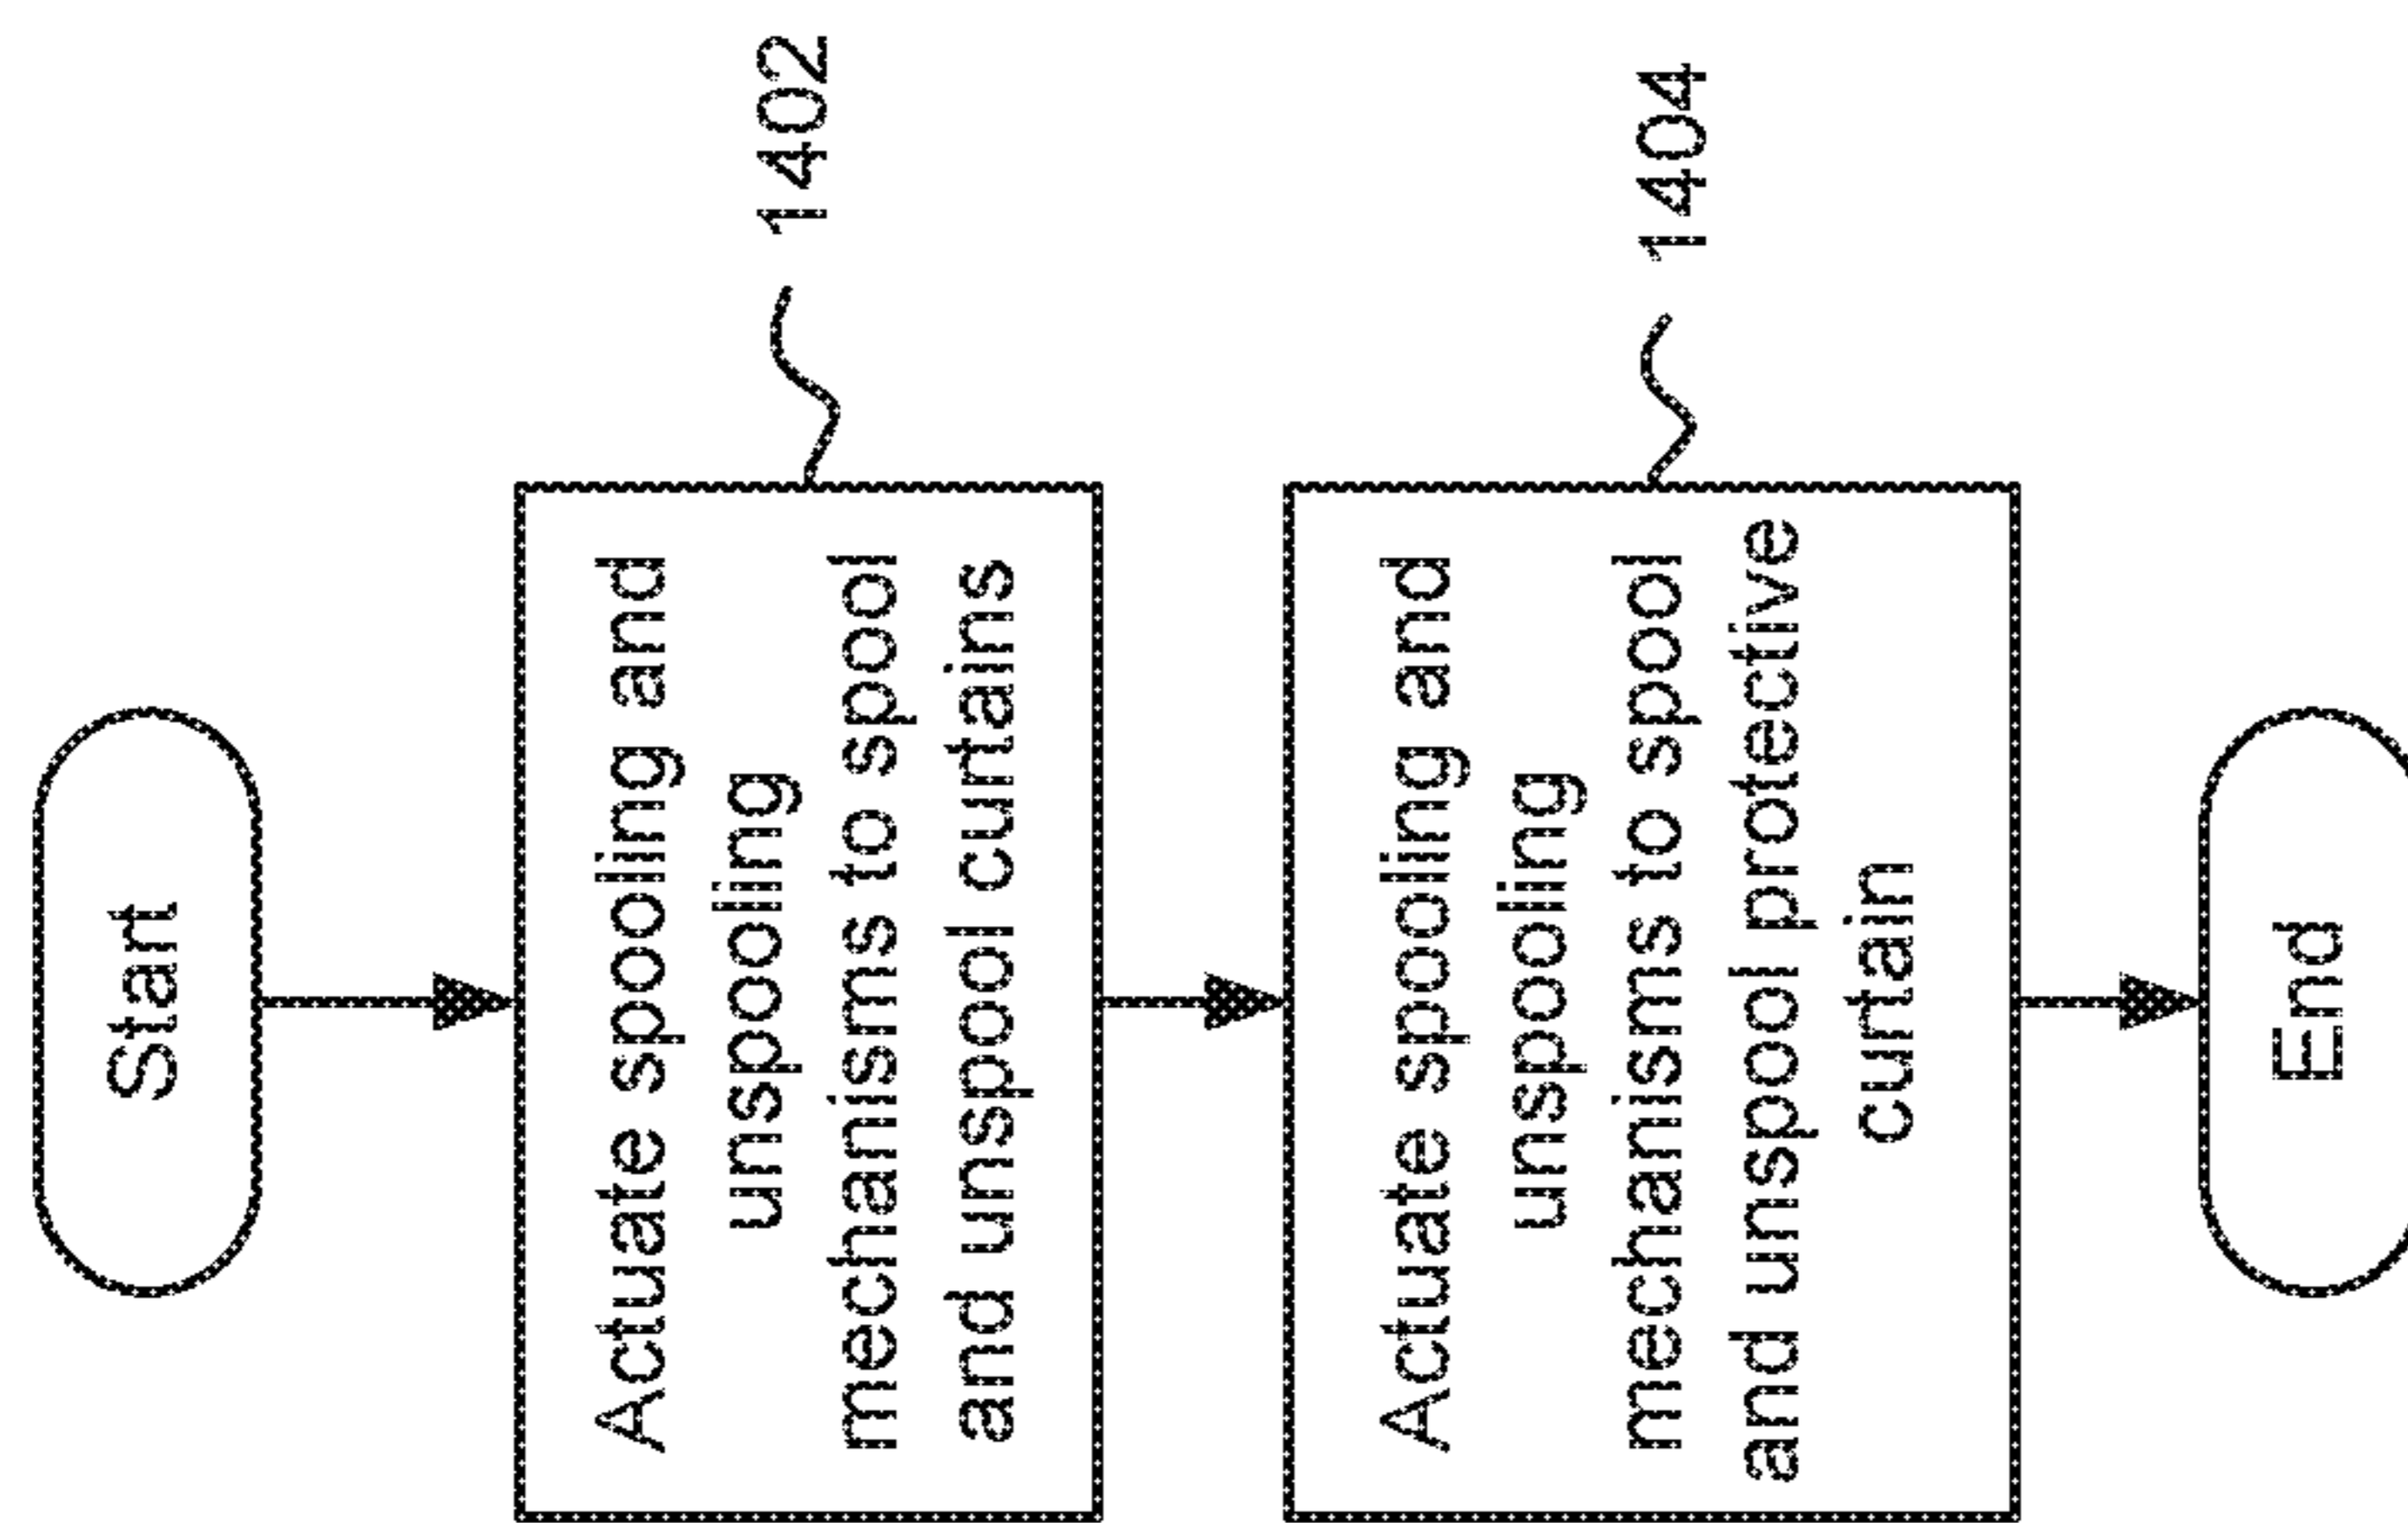 Start
Actuate spooling and
unspooling
mechanisms to spool
and unspool curtains
1402
Actuate spooling and
unspooling
mechanisms to spool
and unspool protective
curtain
1404
End